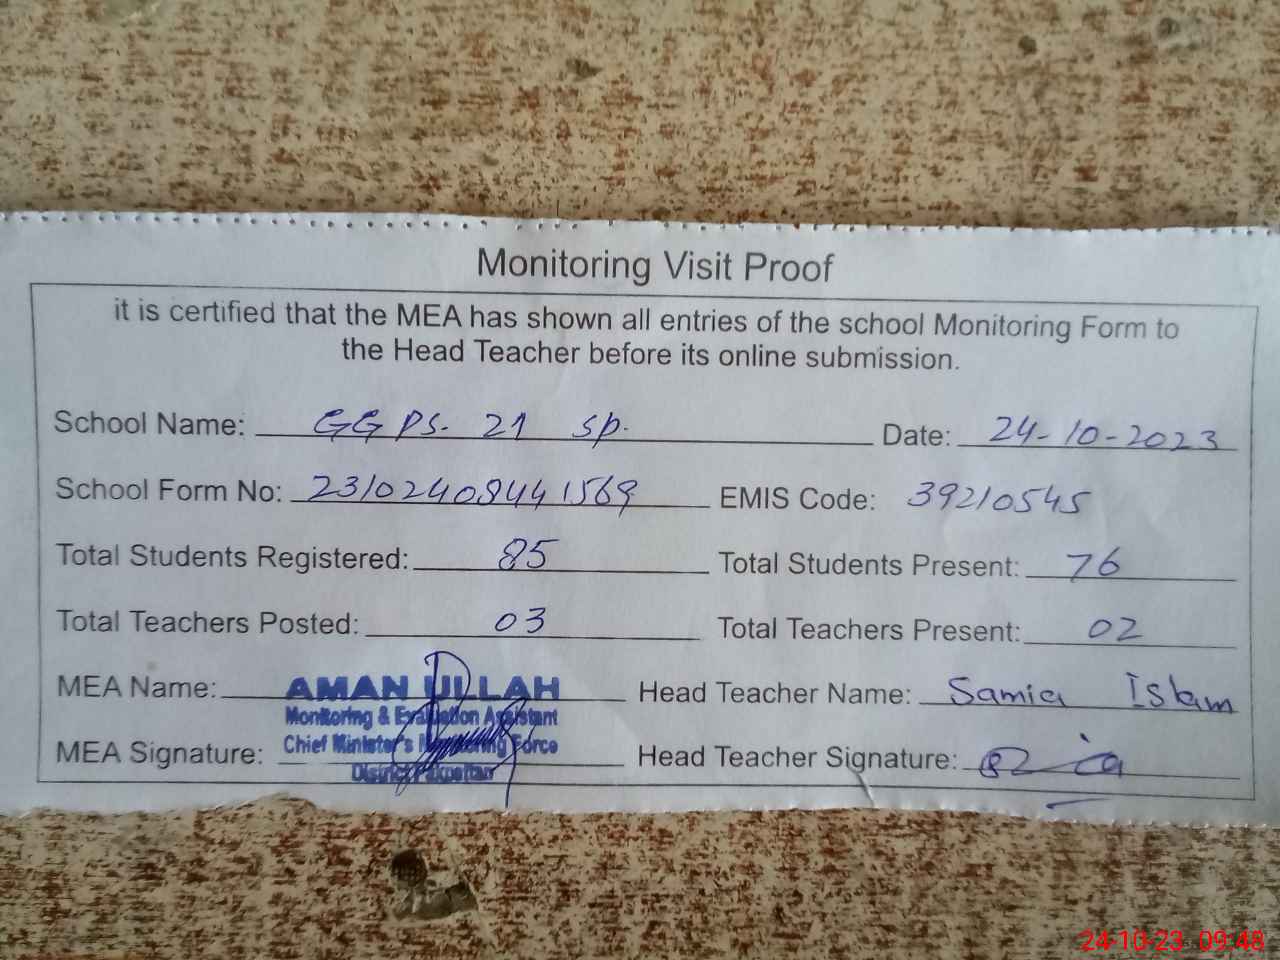 Monitoring Visit Proof
it is certified that the MEA has shown all entries of the school Monitoring Form to
the Head Teacher before its online submission.
School Name: GGPS. 21 SP. Date: 24-10-2023
School Form No: 23102409441569 EMIS Code: 39210545
Total Students Registered: 85 Total Students Present: 76
Total Teachers Posted: 03 Total Teachers Present: 02
MEA Name: AMAN ULLAH Head Teacher Name: Samia Islam
Monitoring & Evaluation Assistant
Chief Minister's Monitoring Force
District Pakpattan
MEA Signature: Head Teacher Signature:
24-10-23 09:48